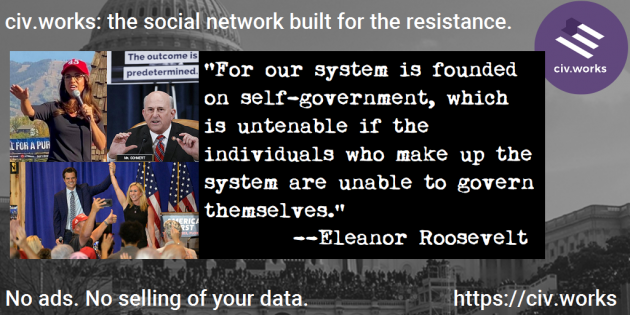 civ.works: the social network built for the resistance.
civ.works
The outcome is
predetermined.
MR. GOHMERT
"For our system is founded
on self-government, which
is untenable if the
individuals who make up the
system are unable to govern
themselves."
--Eleanor Roosevelt
No ads. No selling of your data.
https://civ.works